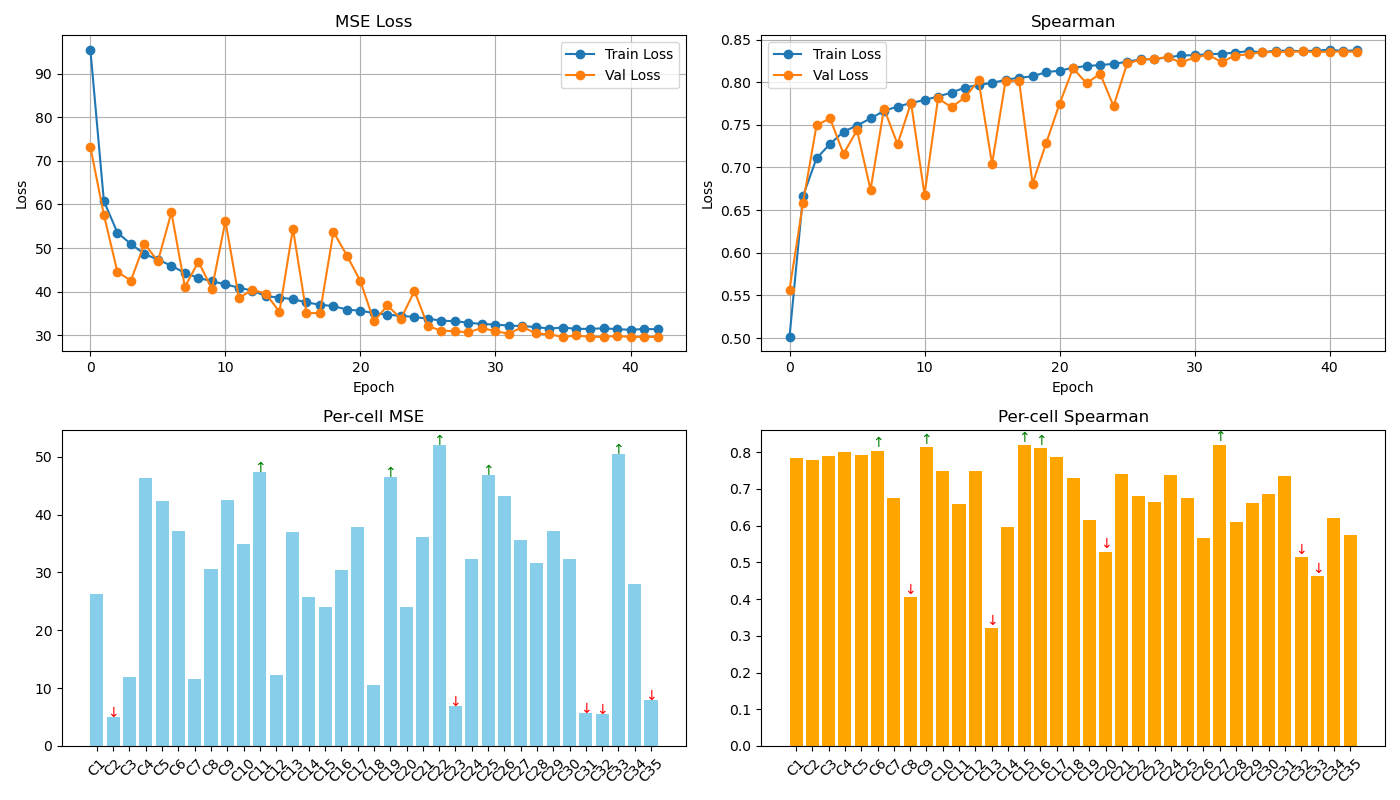 MSE Loss
Loss
90
80
70
60
50
40
30
0
10
20
30
40
Epoch
Train Loss
Val Loss
Spearman
Loss
0.85
0.80
0.75
0.70
0.65
0.60
0.55
0.50
0
10
20
30
40
Epoch
Train Loss
Val Loss
Per-cell MSE
50
40
30
20
10
0
↓
↑
↑
↑
↓
↑
↓
↓
↑
↓
C1
C2
C3
C4
C5
C6
C7
C8
C9
C10
C11
C12
C13
C14
C15
C16
C17
C18
C19
C20
C21
C22
C23
C24
C25
C26
C27
C28
C29
C30
C31
C32
C33
C34
C35
Per-cell Spearman
0.8
0.7
0.6
0.5
0.4
0.3
0.2
0.1
0.0
↑
↓
↑
↓
↑
↑
↓
↑
↓
↓
C1
C2
C3
C4
C5
C6
C7
C8
C9
C10
C11
C12
C13
C14
C15
C16
C17
C18
C19
C20
C21
C22
C23
C24
C25
C26
C27
C28
C29
C30
C31
C32
C33
C34
C35